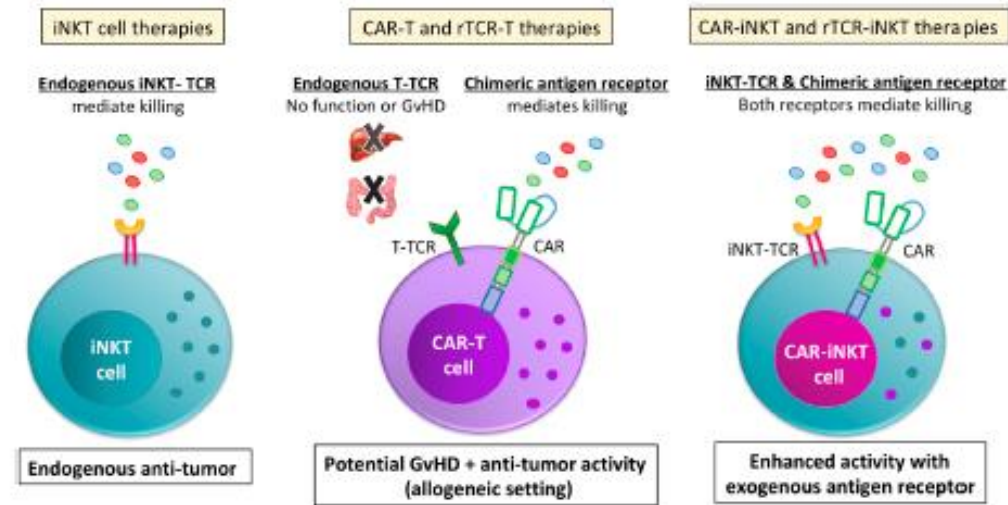 iNKT cell therapies
Endogenous iNKT- TCR
mediate killing
iNKT
cell
Endogenous anti-tumor
CAR-T and rTCR-T therapies
Endogenous T-TCR
No function or GvHD
Chimeric antigen receptor
mediates killing
X
X
T-TCR
CAR
CAR-T
cell
Potential GvHD + anti-tumor activity
(allogeneic setting)
CAR-iNKT and rTCR-iNKT therapies
iNKT-TCR & Chimeric antigen receptor
Both receptors mediate killing
iNKT-TCR
CAR
CAR-iNKT
cell
Enhanced activity with
exogenous antigen receptor